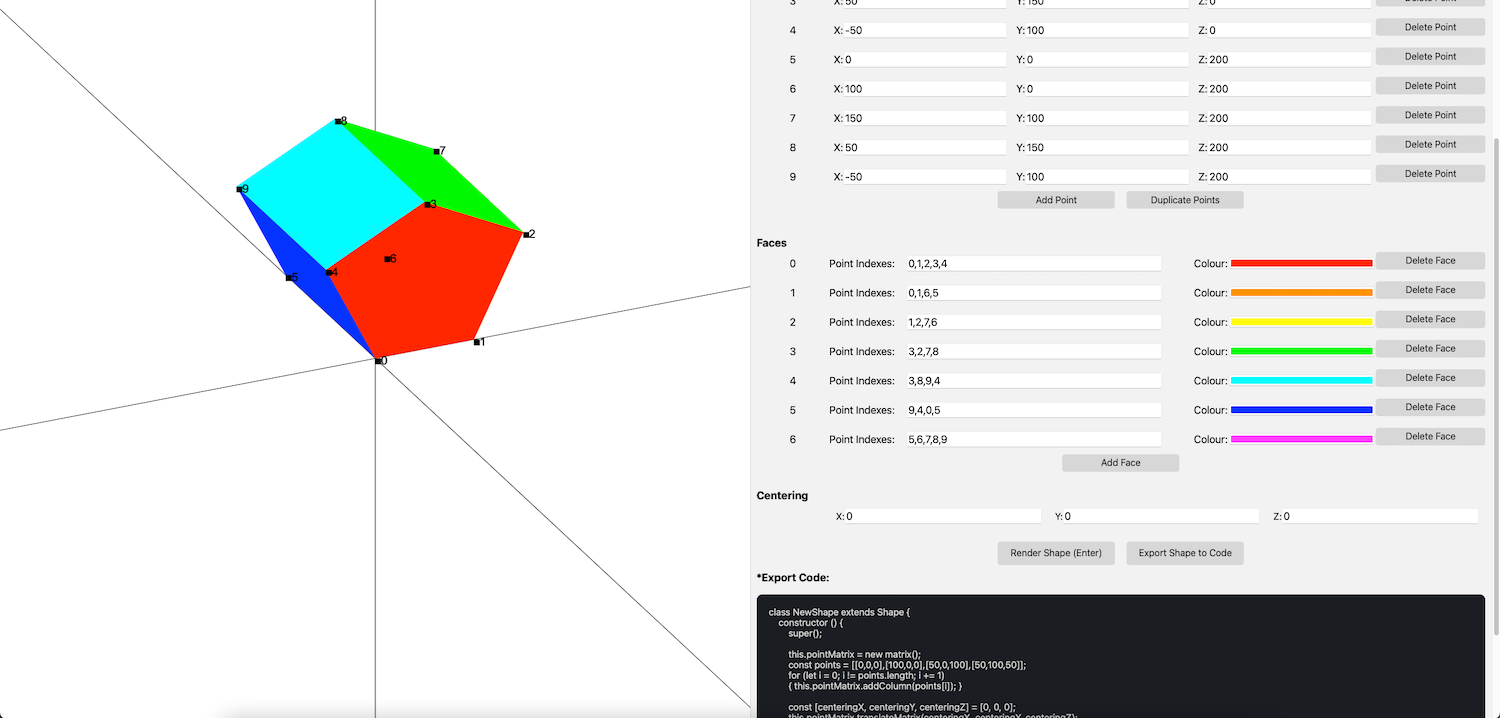 8
7
9
3
2
6
4
5
1
0
3 X: 50 Y: 150 Z: 0 Delete Point
4 X: -50 Y: 100 Z: 0 Delete Point
5 X: 0 Y: 0 Z: 200 Delete Point
6 X: 100 Y: 0 Z: 200 Delete Point
7 X: 150 Y: 100 Z: 200 Delete Point
8 X: 50 Y: 150 Z: 200 Delete Point
9 X: -50 Y: 100 Z: 200 Delete Point
Add Point Duplicate Points
Faces
0 Point Indexes: 0,1,2,3,4 Colour: Delete Face
1 Point Indexes: 0,1,6,5 Colour: Delete Face
2 Point Indexes: 1,2,7,6 Colour: Delete Face
3 Point Indexes: 3,2,7,8 Colour: Delete Face
4 Point Indexes: 3,8,9,4 Colour: Delete Face
5 Point Indexes: 9,4,0,5 Colour: Delete Face
6 Point Indexes: 5,6,7,8,9 Colour: Delete Face
Add Face
Centering
X: 0 Y: 0 Z: 0
Render Shape (Enter) Export Shape to Code
*Export Code:
class NewShape extends Shape {
constructor () {
super();
this.pointMatrix = new matrix();
const points = [[0,0,0],[100,0,0],[50,0,100],[50,100,50]];
for (let i = 0; i != points.length; i += 1)
{ this.pointMatrix.addColumn(points[i]); }
const [centeringX, centeringY, centeringZ] = [0, 0, 0];
this.pointMatrix.translateMatrix(centeringX, centeringY, centeringZ);